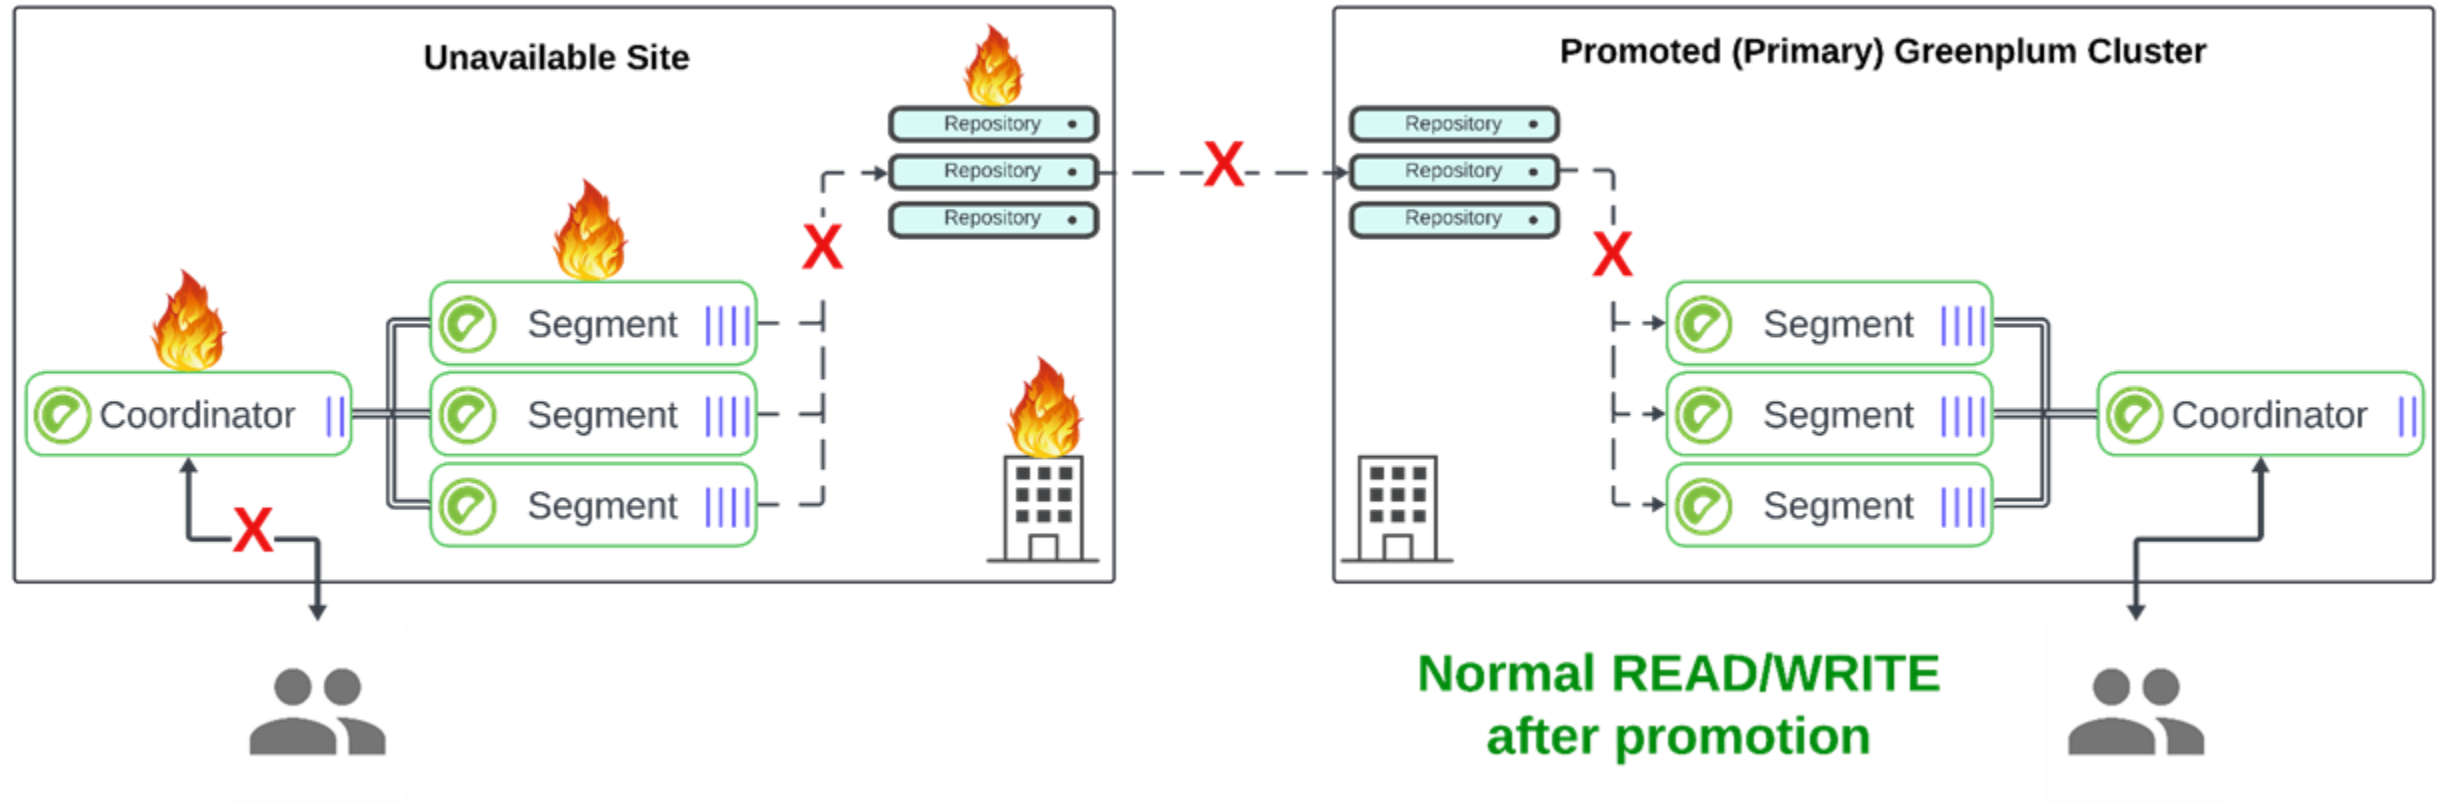 Unavailable Site
Repository
Repository
Repository
X
X
Segment
Segment
Segment
Coordinator
X
Promoted (Primary) Greenplum Cluster
Repository
Repository
Repository
X
Segment
Segment
Segment
Coordinator
Normal READ/WRITE
after promotion